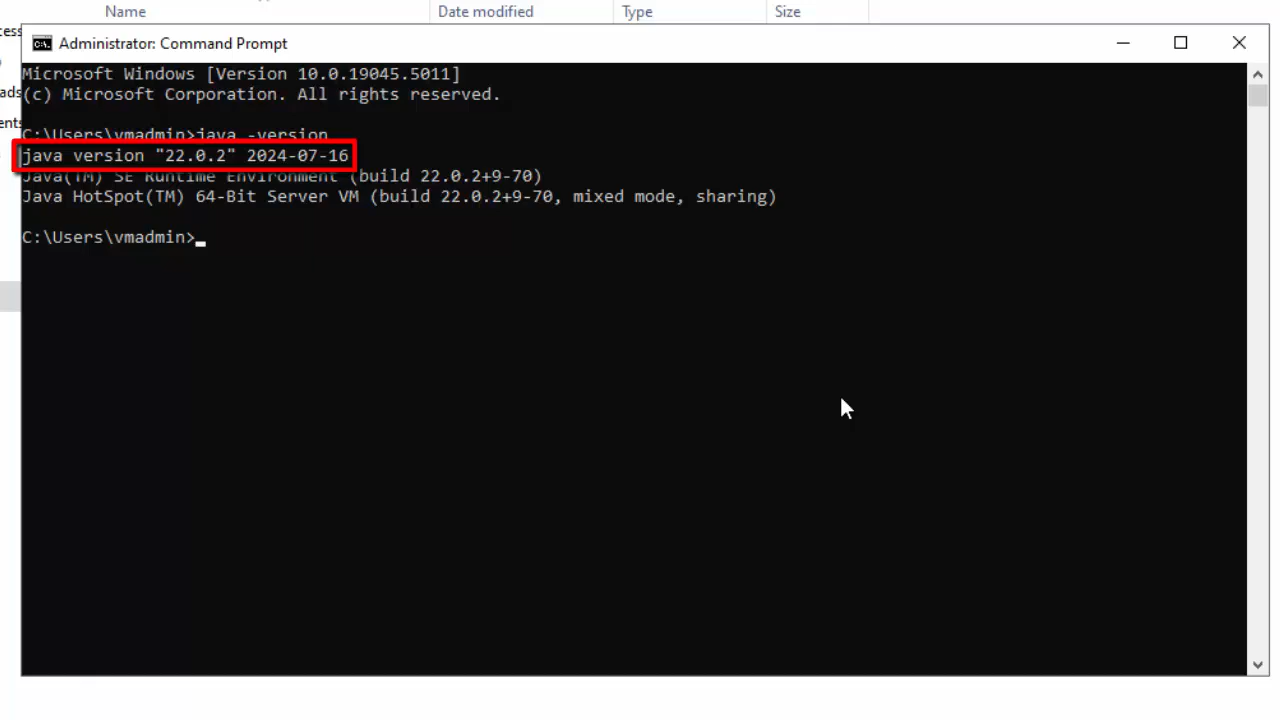 Name Date modified Type Size
cess
Administrator: Command Prompt
Microsoft Windows [Version 10.0.19045.5011]
ads
(c) Microsoft Corporation. All rights reserved.
ents
C:\Users\vmadmin>java -version
java version "22.0.2" 2024-07-16
Java(TM) SE Runtime Environment (build 22.0.2+9-70)
Java HotSpot(TM) 64-Bit Server VM (build 22.0.2+9-70, mixed mode, sharing)
C:\Users\vmadmin>